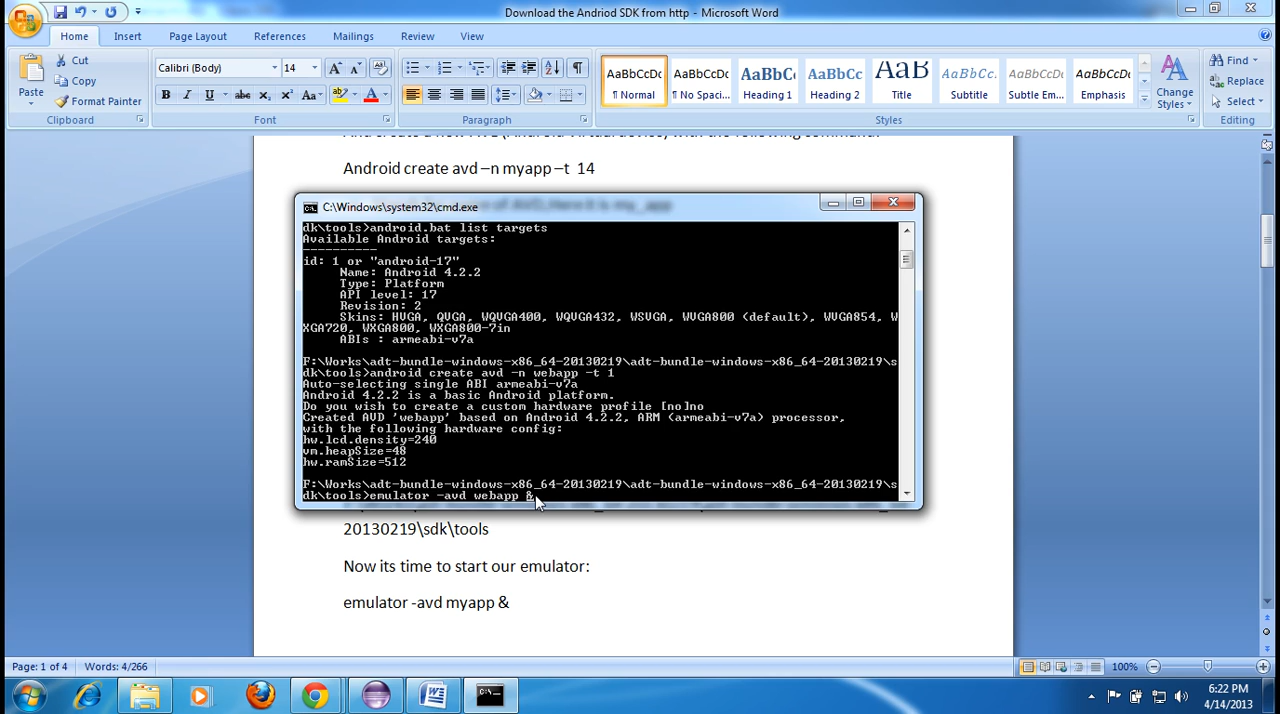 Download the Andriod SDK from http - Microsoft Word
Home Insert Page Layout References Mailings Review View
Paste
Cut
Copy
Format Painter
Clipboard
Calibri (Body) 14
Font
Paragraph
AaBbCcDc AaBbCcDc AaBbC AaBbCc AaB AaBbCc. AaBbCcDc AaBbCcDc
¶ Normal ¶ No Spaci... Heading 1 Heading 2 Title Subtitle Subtle Em... Emphasis
Change Styles
Styles
Find
Replace
Select
Editing
Android create avd –n myapp –t 14
C:\Windows\system32\cmd.exe
dk\tools>android.bat list targets
Available Android targets:
----------
id: 1 or "android-17"
Name: Android 4.2.2
Type: Platform
API level: 17
Revision: 2
Skins: HVGA, QVGA, WQVGA400, WQVGA432, WSVGA, WVGA800 (default), WVGA854, W
XGA720, WXGA800, WXGA800-7in
ABIs : armeabi-v7a
F:\Works\adt-bundle-windows-x86_64-20130219\adt-bundle-windows-x86_64-20130219\s
dk\tools>android create avd -n webapp -t 1
Auto-selecting single ABI armeabi-v7a
Android 4.2.2 is a basic Android platform.
Do you wish to create a custom hardware profile [no]no
Created AVD 'webapp' based on Android 4.2.2, ARM (armeabi-v7a) processor,
with the following hardware config:
hw.lcd.density=240
vm.heapSize=48
hw.ramSize=512
F:\Works\adt-bundle-windows-x86_64-20130219\adt-bundle-windows-x86_64-20130219\s
dk\tools>emulator -avd webapp &
20130219\sdk\tools
Now its time to start our emulator:
emulator -avd myapp &
Page: 1 of 4 Words: 4/266 100%
6:22 PM
4/14/2013